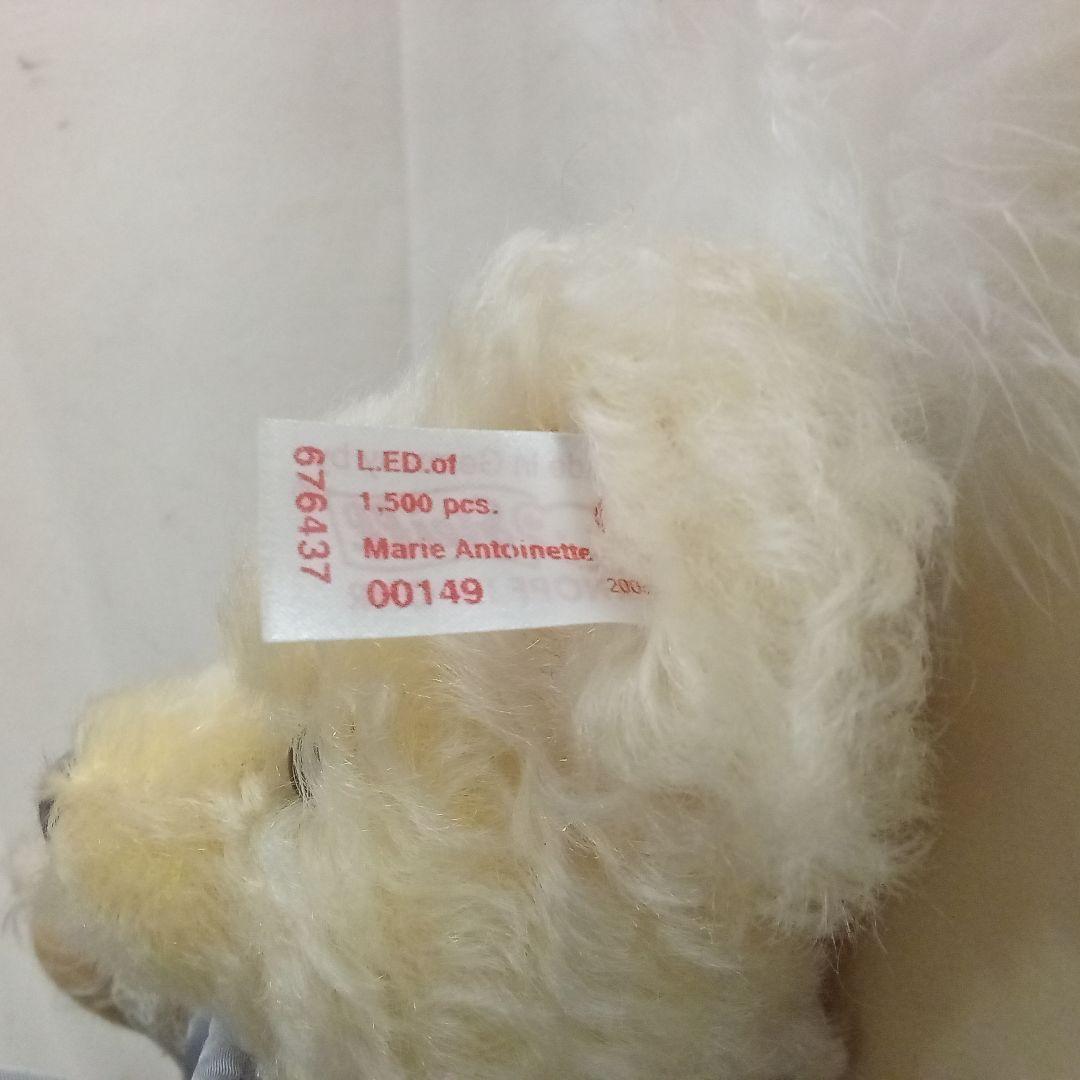 676437
L.ED.of
1,500 pcs.
Marie Antoinette
00149